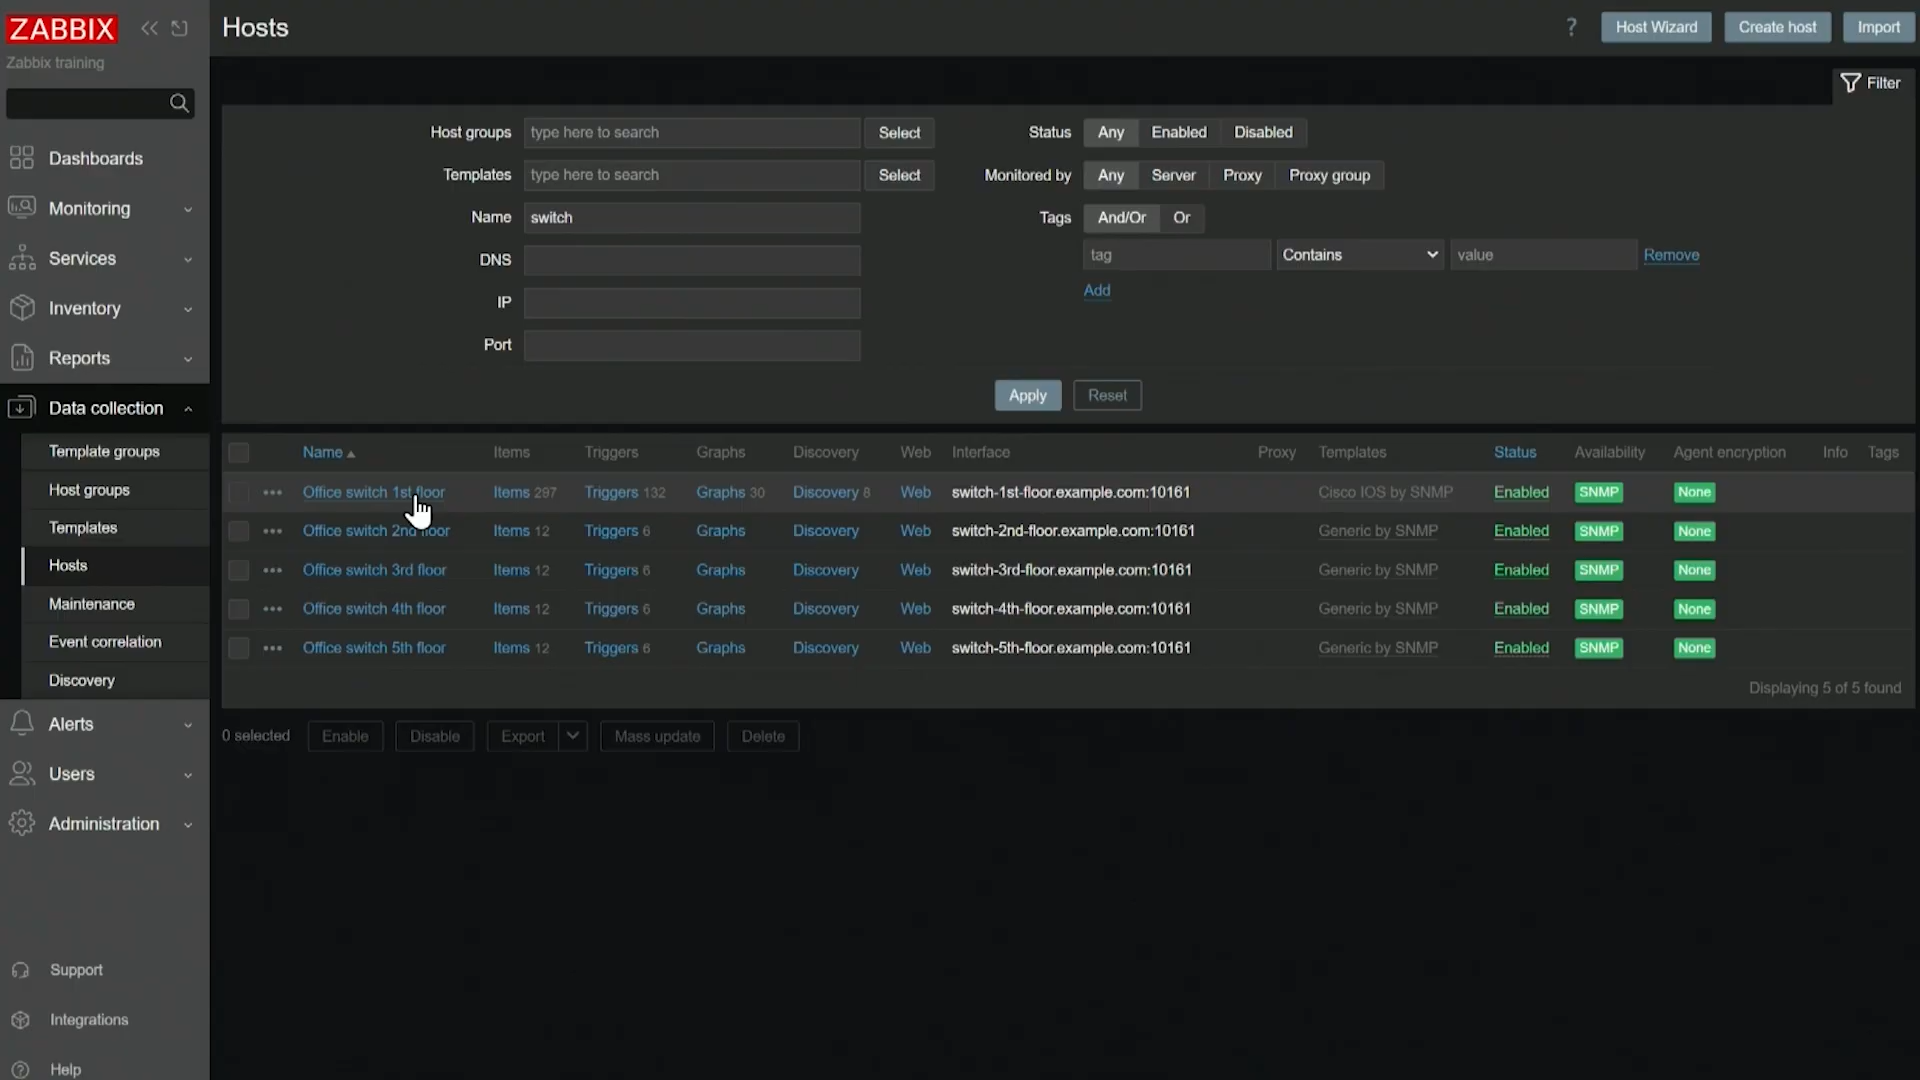 ZABBIX
Zabbix training
Dashboards
Monitoring
Services
Inventory
Reports
Data collection
Template groups
Host groups
Templates
Hosts
Maintenance
Event correlation
Discovery
Alerts
Users
Administration
Support
Integrations
Help
Hosts
? Host Wizard Create host Import
Filter
Host groups type here to search Select
Templates type here to search Select
Name switch
DNS
IP
Port
Status Any Enabled Disabled
Monitored by Any Server Proxy Proxy group
Tags And/Or Or
tag Contains value Remove
Add
Apply Reset
Name ▲ Items Triggers Graphs Discovery Web Interface Proxy Templates Status Availability Agent encryption Info Tags
Office switch 1st floor Items 297 Triggers 132 Graphs 30 Discovery 8 Web switch-1st-floor.example.com:10161 Cisco IOS by SNMP Enabled SNMP None
Office switch 2nd floor Items 12 Triggers 6 Graphs Discovery Web switch-2nd-floor.example.com:10161 Generic by SNMP Enabled SNMP None
Office switch 3rd floor Items 12 Triggers 6 Graphs Discovery Web switch-3rd-floor.example.com:10161 Generic by SNMP Enabled SNMP None
Office switch 4th floor Items 12 Triggers 6 Graphs Discovery Web switch-4th-floor.example.com:10161 Generic by SNMP Enabled SNMP None
Office switch 5th floor Items 12 Triggers 6 Graphs Discovery Web switch-5th-floor.example.com:10161 Generic by SNMP Enabled SNMP None
Displaying 5 of 5 found
0 selected Enable Disable Export Mass update Delete